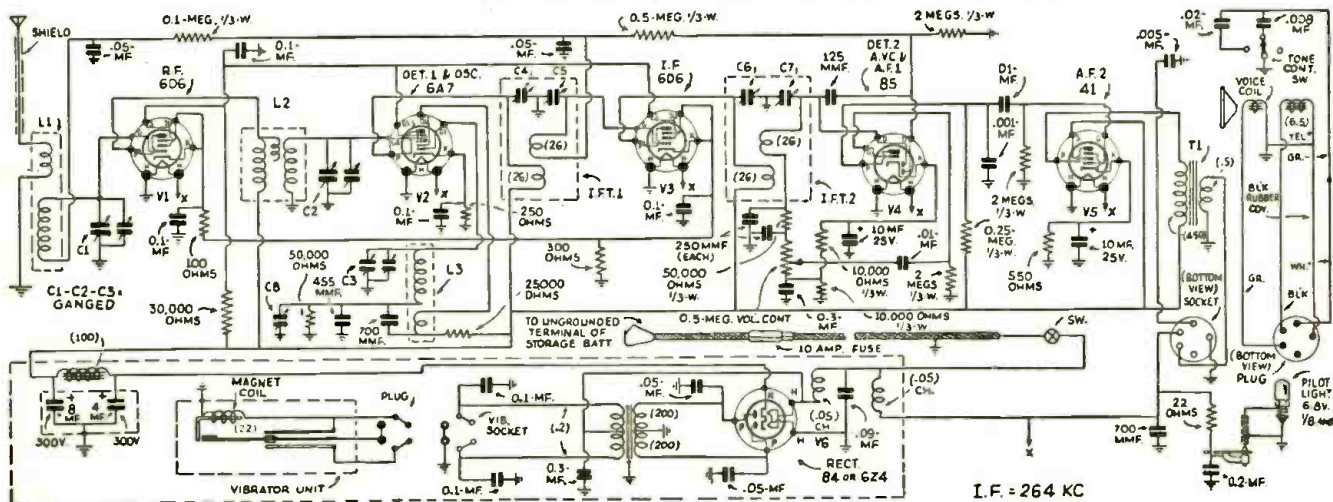 SHIELD
0.1-MEG. 1/3-W.
.05-
MF.
0.1-
MF.
R.F.
6D6
L1
L2
DET. 1 & OSC.
6A7
.05-
MF.
C4
C5
0.5-MEG. 1/3-W.
I.F.
6D6
C6
C7
125
MMF.
DET.2
A.V.C. &
A.F.1
85
2 MEGS. 1/3-W
D1-
MF.
.001-
MF
A.F.2
41
.005-
MF.
.02-
MF.
.008
TONE
CONT.
SW.
VOICE
COIL
(6.5)
YEL.
GR.-
BLK
RUBBER
COV.
WH.
GR.
BLK
T1
(.5)
(450)
V1
X
C1
0.1-
MF
100
OHMS
C2
V2
X
0.1-
MF
250
OHMS
(26)
(26)
I.F.T.1
V3
X
0.1-
MF
(26)
(26)
I.F.T.2
V4
X
10 MF
25V.
.01-
MF
2 MEGS.
1/3-W.
0.25-
MEG.
1/3-W.
V5
X
550
OHMS
10 MF.
25V.
C1-C2-C3=
GANGED
30,000
OHMS
50,000
OHMS
455
MMF.
C3
C8
700
MMF.
L3
25,000
OHMS
300
OHMS
250 MMF
(EACH)
50,000
OHMS
1/3-W.
10,000
OHMS
1/3W.
2
MEGS
1/3-W.
0.3-
MF
10,000 OHMS
1/3-W
0.5-MEG. VOL. CONT
TO UNGROUNDED
TERMINAL OF
STORAGE BATT.
10 AMP. FUSE
SW.
(BOTTOM
VIEW)
SOCKET
(BOTTOM
VIEW)
PLUG
PILOT
LIGHT
6.8V.
(100)
8
MF.
4
MF.
300V
300V
MAGNET
COIL
(22)
PLUG
VIBRATOR UNIT
0.1-MF.
VIB.
SOCKET
0.1-MF.
(.2)
0.3-
MF.
.05-
MF.
(200)
(200)
.05-MF
H
H
P
P
V6
RECT.
84 OR 6Z4
(.05)
CH
.09-
MF
(.05)
CH.
X
700
MMF.
22
OHMS
0.2-MF.
I.F. = 264 KC